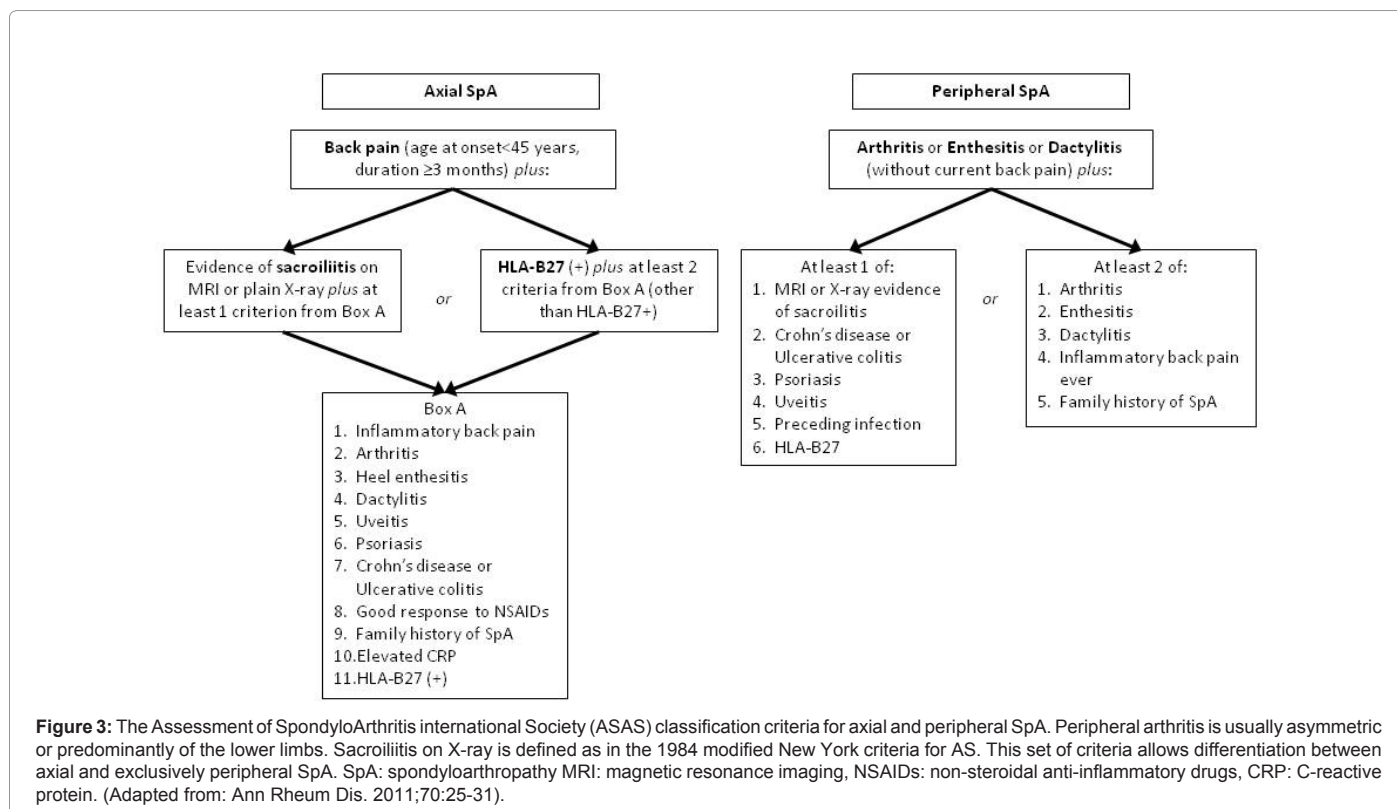 Axial SpA
Back pain (age at onset<45 years,
duration ≥3 months) plus:
Evidence of sacroiliitis on
MRI or plain X-ray plus at
least 1 criterion from Box A
or
HLA-B27 (+) plus at least 2
criteria from Box A (other
than HLA-B27+)
Box A
1. Inflammatory back pain
2. Arthritis
3. Heel enthesitis
4. Dactylitis
5. Uveitis
6. Psoriasis
7. Crohn's disease or
Ulcerative colitis
8. Good response to NSAIDs
9. Family history of SpA
10.Elevated CRP
11.HLA-B27 (+)
Peripheral SpA
Arthritis or Enthesitis or Dactylitis
(without current back pain) plus:
At least 1 of:
1. MRI or X-ray evidence
of sacroilitis
2. Crohn's disease or
Ulcerative colitis
3. Psoriasis
4. Uveitis
5. Preceding infection
6. HLA-B27
or
At least 2 of:
1. Arthritis
2. Enthesitis
3. Dactylitis
4. Inflammatory back pain
ever
5. Family history of SpA
Figure 3: The Assessment of SpondyloArthritis international Society (ASAS) classification criteria for axial and peripheral SpA. Peripheral arthritis is usually asymmetric
or predominantly of the lower limbs. Sacroiliitis on X-ray is defined as in the 1984 modified New York criteria for AS. This set of criteria allows differentiation between
axial and exclusively peripheral SpA. SpA: spondyloarthropathy MRI: magnetic resonance imaging, NSAIDs: non-steroidal anti-inflammatory drugs, CRP: C-reactive
protein. (Adapted from: Ann Rheum Dis. 2011;70:25-31).